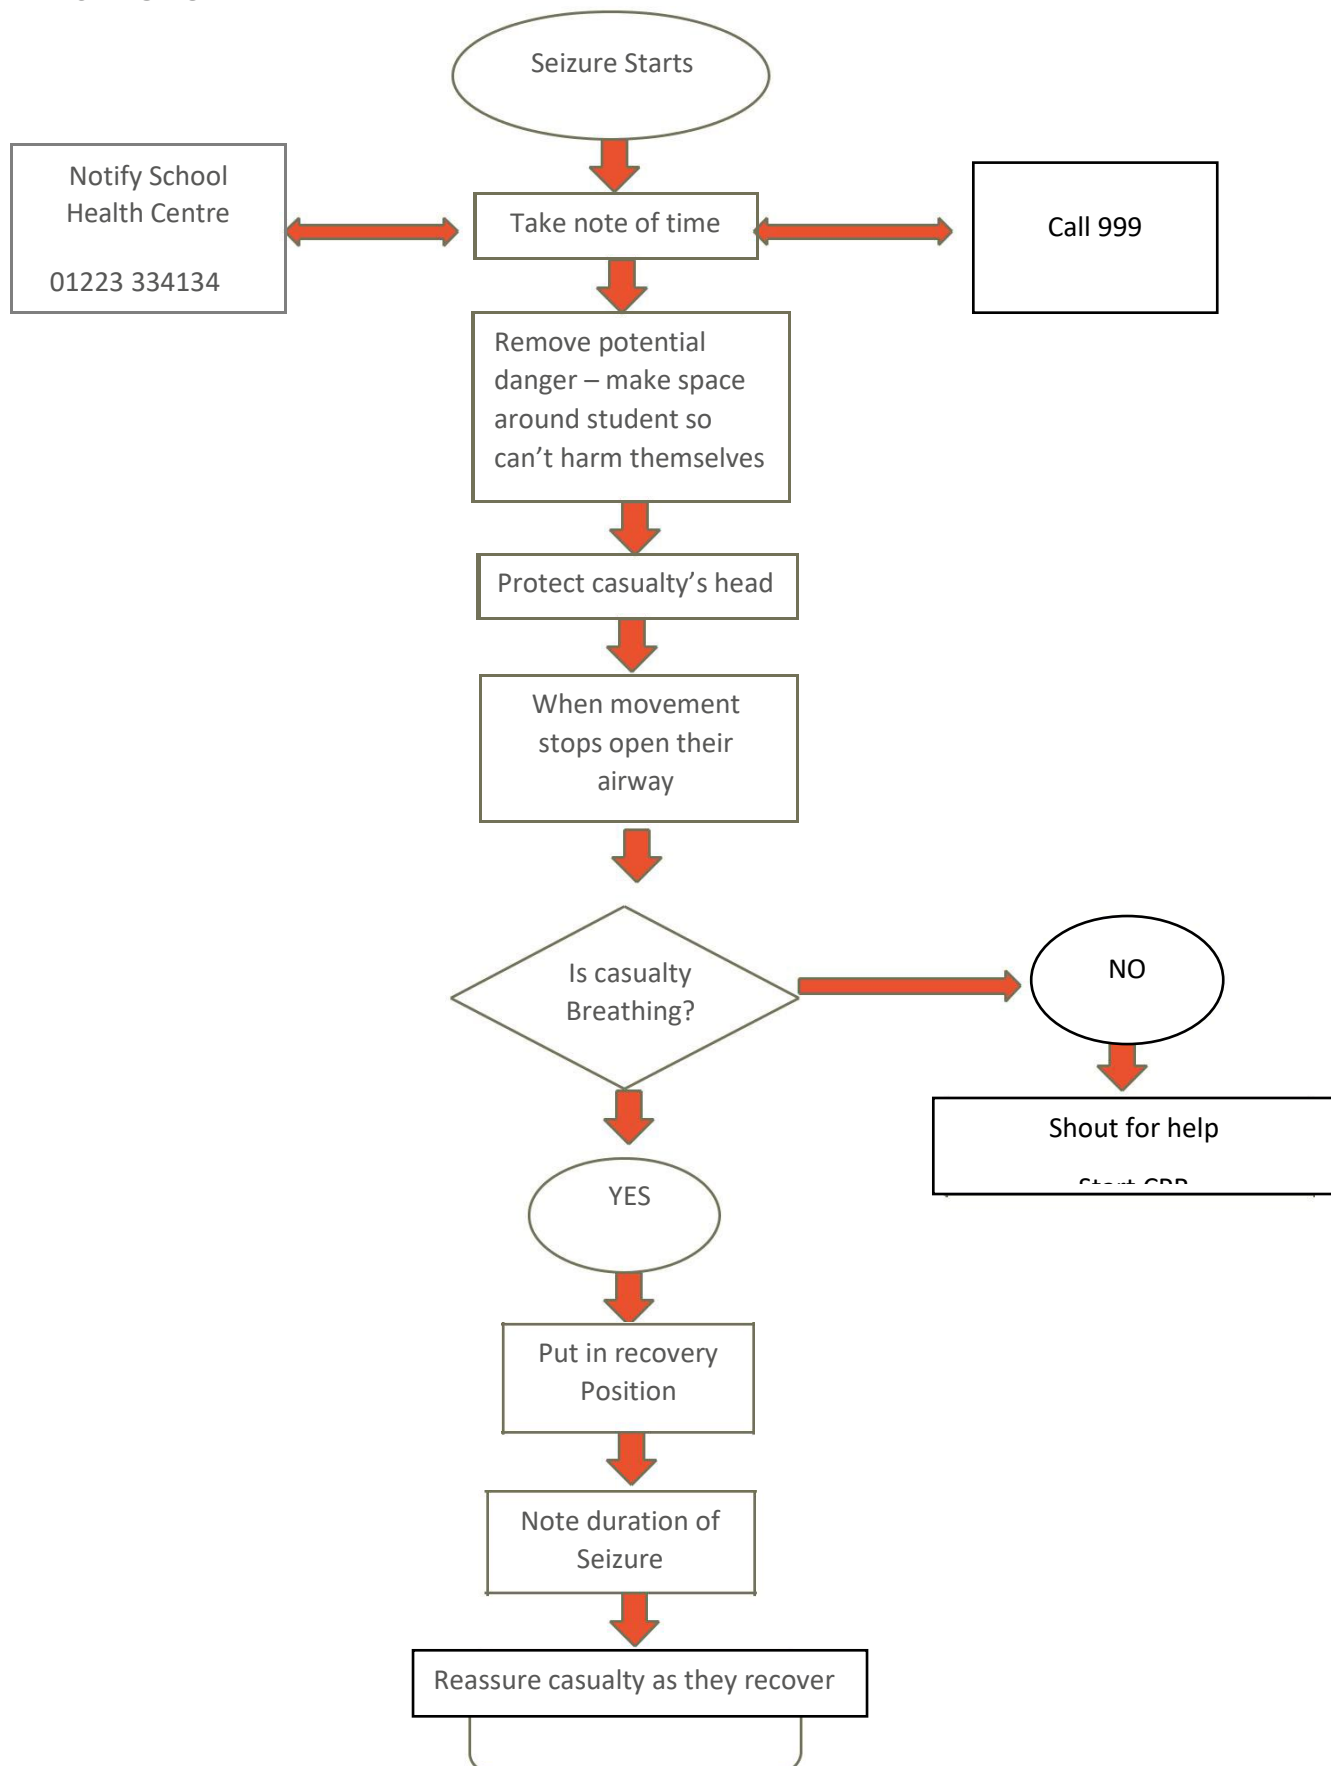 Seizure Starts
Notify School
Health Centre
01223 334134
Take note of time
Call 999
Remove potential
danger – make space
around student so
can’t harm themselves
Protect casualty’s head
When movement
stops open their
airway
Is casualty
Breathing?
NO
Shout for help
Start CPR
YES
Put in recovery
Position
Note duration of
Seizure
Reassure casualty as they recover